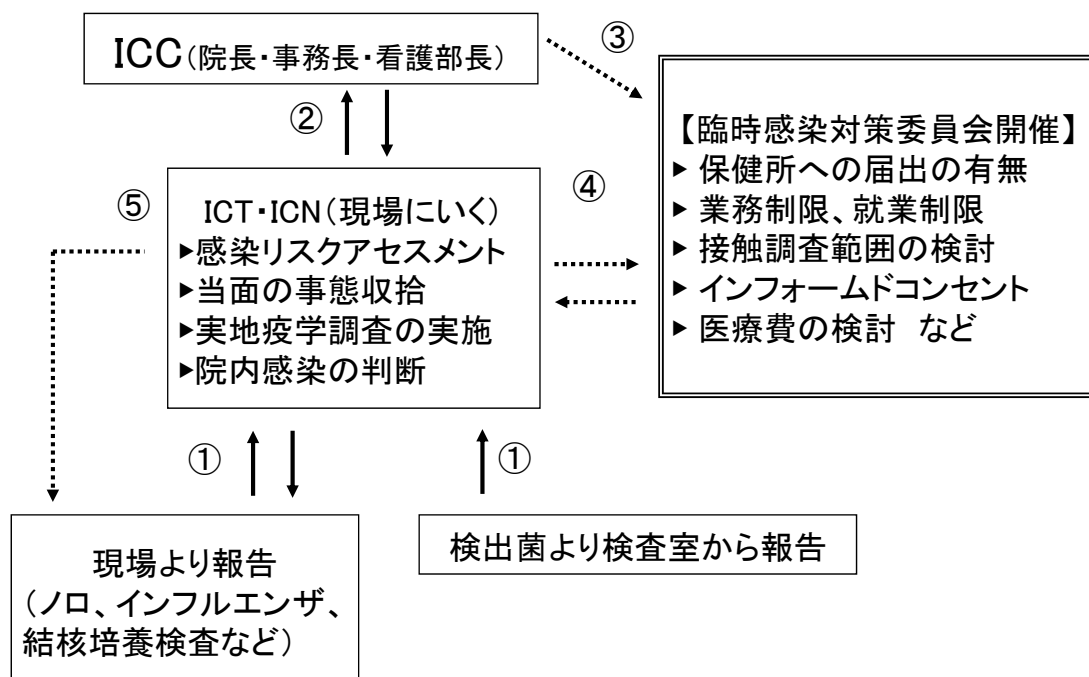 ICC(院長・事務長・看護部長)
③
②
【臨時感染対策委員会開催】
▶ 保健所への届出の有無
▶ 業務制限、就業制限
▶ 接触調査範囲の検討
▶ インフォームドコンセント
▶ 医療費の検討 など
⑤
④
ICT・ICN(現場にいく)
▶感染リスクアセスメント
▶当面の事態収拾
▶実地疫学調査の実施
▶院内感染の判断
①
①
現場より報告
(ノロ、インフルエンザ、
結核培養検査など)
検出菌より検査室から報告